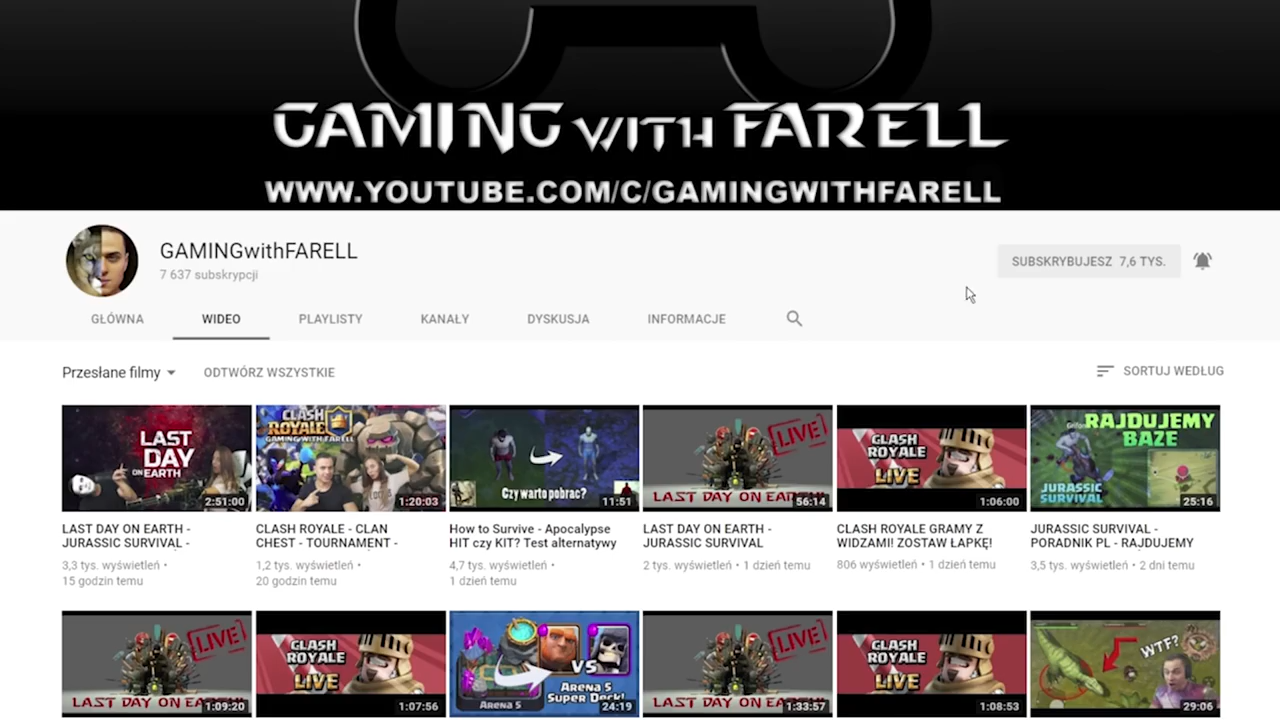 GAMING WITH FARELL
WWW.YOUTUBE.COM/C/GAMINGWITHFARELL
GAMINGwithFARELL
7 637 subskrypcji
SUBSKRYBUJESZ 7,6 TYS.
GŁÓWNA WIDEO PLAYLISTY KANAŁY DYSKUSJA INFORMACJE
Przesłane filmy ODTWÓRZ WSZYSTKIE SORTUJ WEDŁUG
LAST DAY ON EARTH
2:51:00
CLASH ROYALE
GAMING WITH FARELL
1:20:03
Czy warto pobrać?
11:51
LIVE
LAST DAY ON EARTH
56:14
CLASH ROYALE LIVE
1:06:00
RAJDUJEMY BAZE
JURASSIC SURVIVAL
25:16
LAST DAY ON EARTH -
JURASSIC SURVIVAL -
3,3 tys. wyświetleń •
15 godzin temu
CLASH ROYALE - CLAN
CHEST - TOURNAMENT -
1,2 tys. wyświetleń •
20 godzin temu
How to Survive - Apocalypse
HIT czy KIT? Test alternatywy
4,7 tys. wyświetleń •
1 dzień temu
LAST DAY ON EARTH -
JURASSIC SURVIVAL
2 tys. wyświetleń • 1 dzień temu
CLASH ROYALE GRAMY Z
WIDZAMI! ZOSTAW ŁAPKĘ!
806 wyświetleń • 1 dzień temu
JURASSIC SURVIVAL -
PORADNIK PL - RAJDUJEMY
3,5 tys. wyświetleń • 2 dni temu
LIVE
LAST DAY ON EARTH
1:09:20
CLASH ROYALE LIVE
1:07:56
VS
Arena 5
Super Deck!
Arena 5
24:19
LIVE
LAST DAY ON EARTH
1:33:57
CLASH ROYALE LIVE
1:08:53
WTF?
29:06